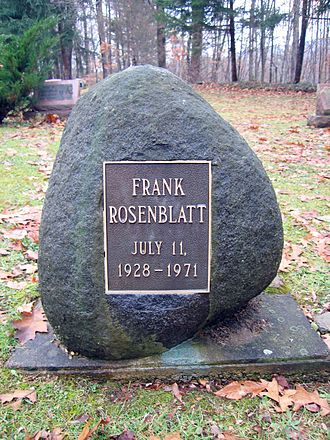 FRANK
ROSENBLATT
JULY 11,
1928 – 1971